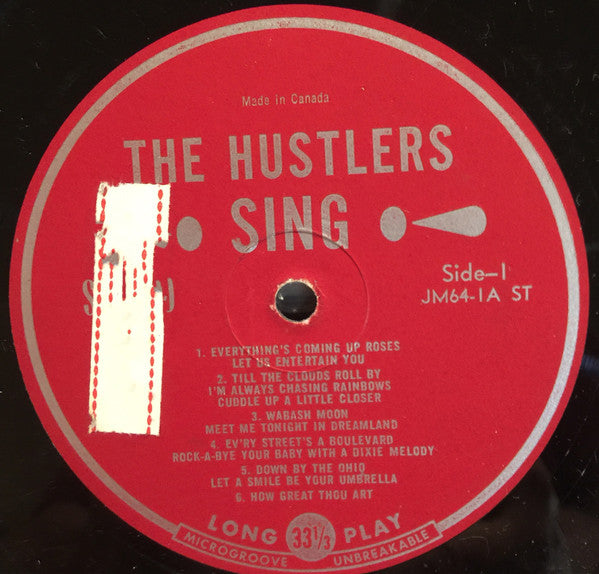 Made in Canada
THE HUSTLERS
SING
Side-1
JM64-1A ST
1. EVERYTHING'S COMING UP ROSES
LET US ENTERTAIN YOU
2. TILL THE CLOUDS ROLL BY
I'M ALWAYS CHASING RAINBOWS
CUDDLE UP A LITTLE CLOSER
3. WABASH MOON
MEET ME TONIGHT IN DREAMLAND
4. EV'RY STREET'S A BOULEVARD
ROCK-A-BYE YOUR BABY WITH A DIXIE MELODY
5. DOWN BY THE OHIO
LET A SMILE BE YOUR UMBRELLA
6. HOW GREAT THOU ART
LONG 33 1/3 PLAY
MICROGROOVE UNBREAKABLE